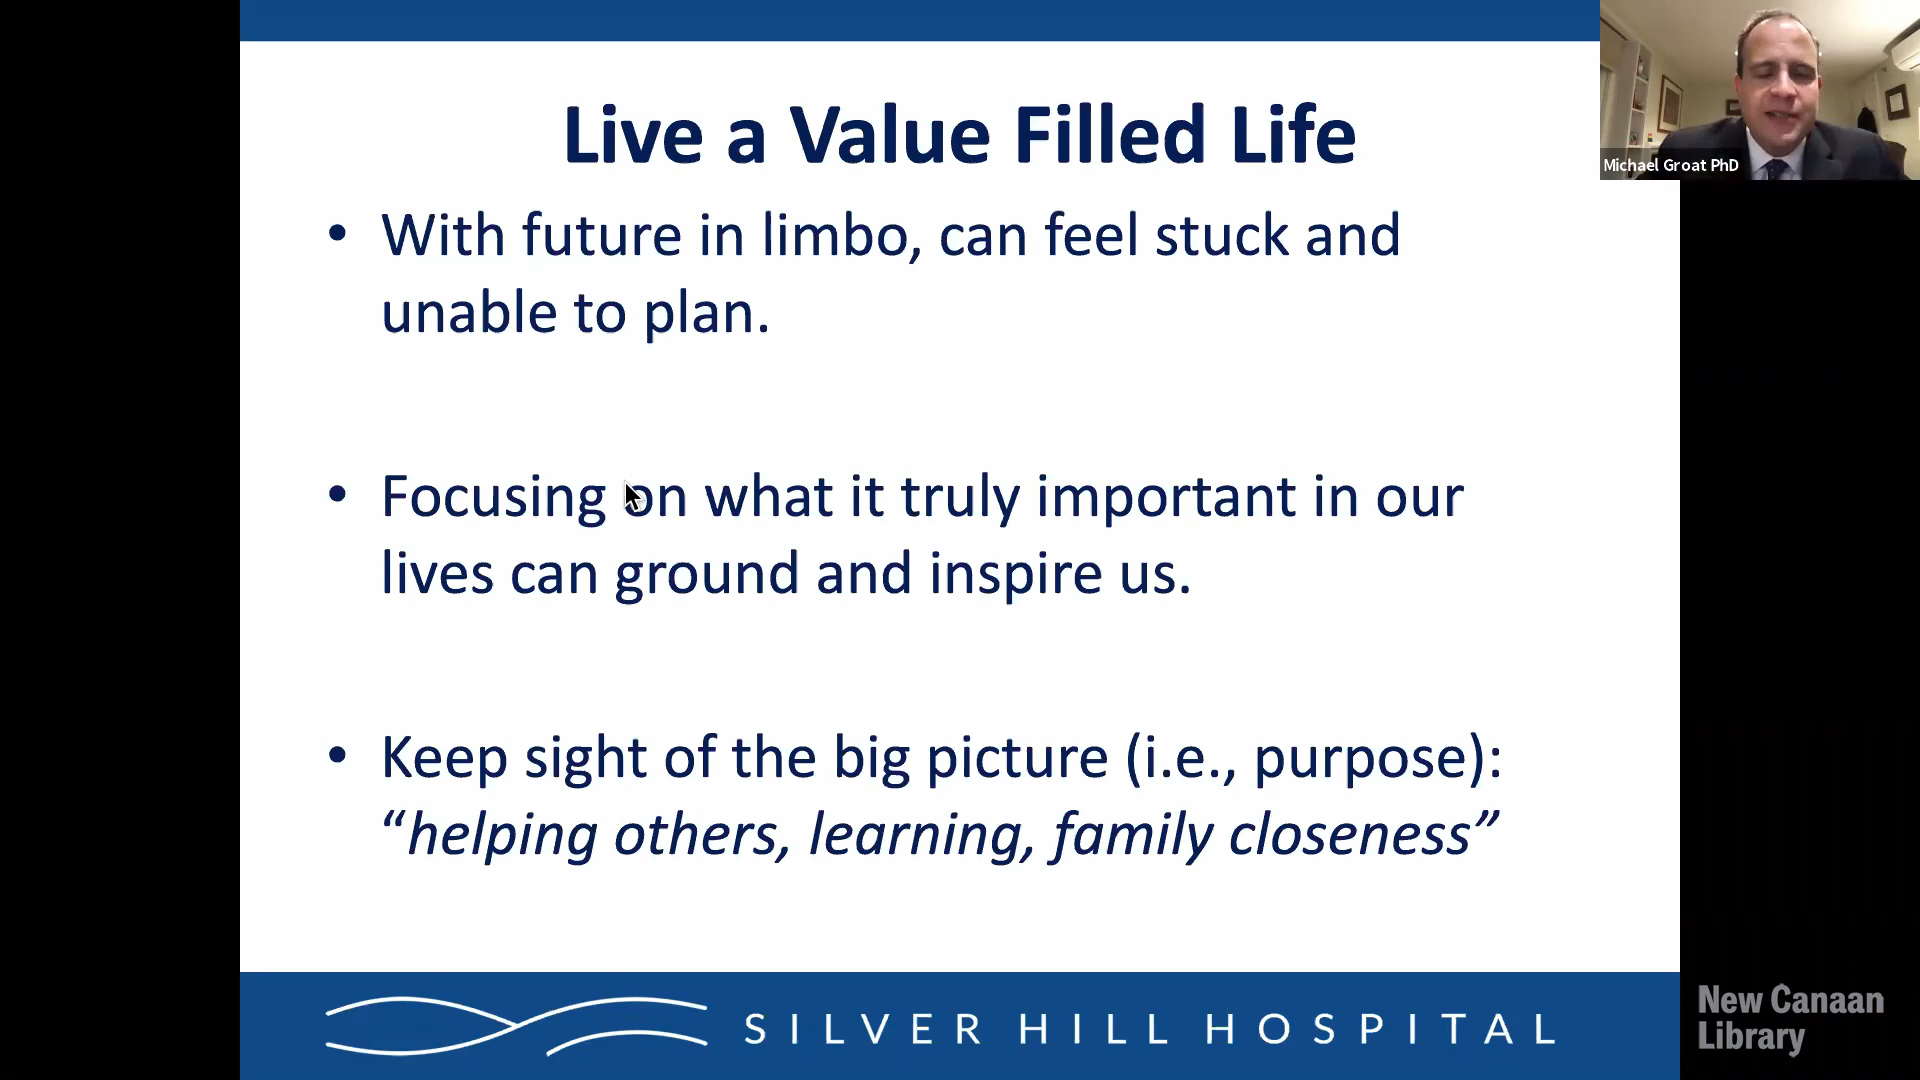 Live a Value Filled Life
• With future in limbo, can feel stuck and
unable to plan.
• Focusing on what it truly important in our
lives can ground and inspire us.
• Keep sight of the big picture (i.e., purpose):
“helping others, learning, family closeness”
SILVER HILL HOSPITAL
Michael Groat PhD
New Canaan
Library